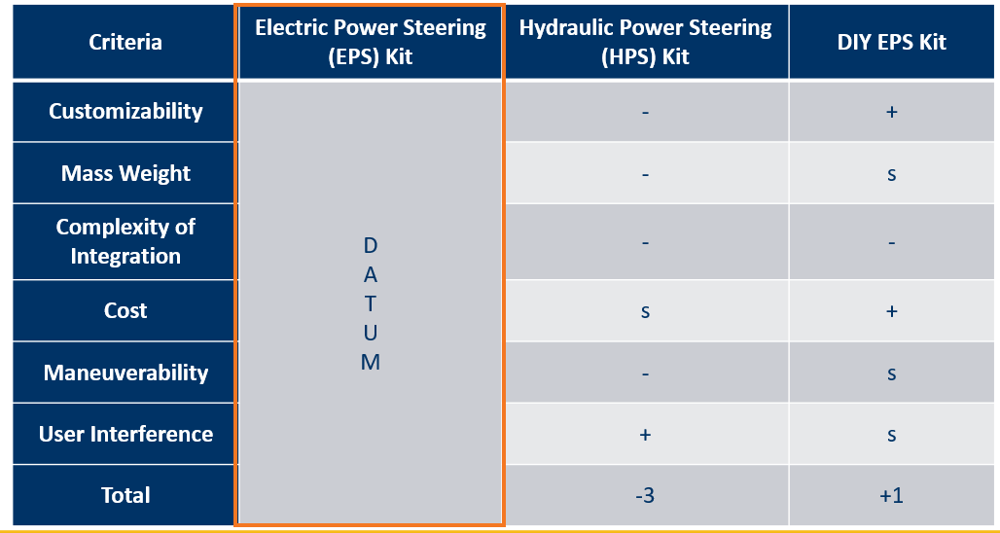 Criteria
Electric Power Steering
(EPS) Kit
Hydraulic Power Steering
(HPS) Kit
DIY EPS Kit
Customizability
-
+
Mass Weight
-
s
Complexity of
Integration
-
-
Cost
s
+
Maneuverability
-
s
User Interference
+
s
Total
-3
+1
D
A
T
U
M